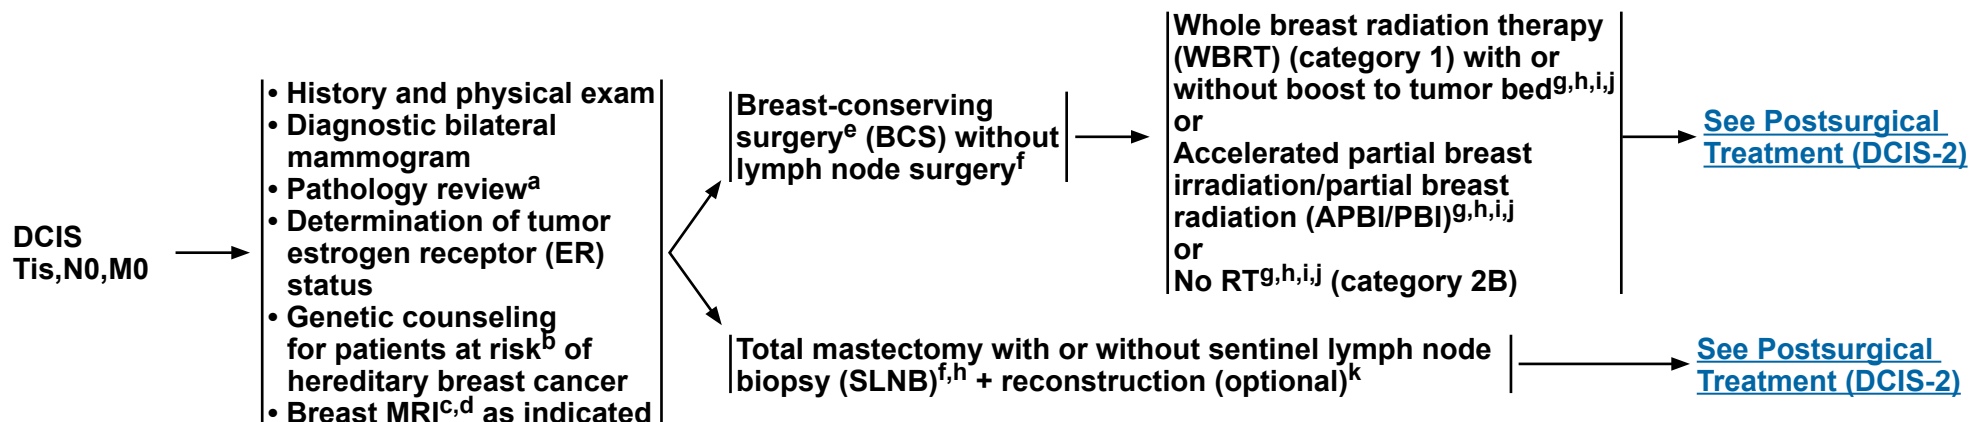 DCIS
Tis,N0,M0
• History and physical exam
• Diagnostic bilateral
mammogram
• Pathology reviewa
• Determination of tumor
estrogen receptor (ER)
status
• Genetic counseling
for patients at riskb of
hereditary breast cancer
• Breast MRIc,d as indicated
Breast-conserving
surgerye (BCS) without
lymph node surgeryf
Whole breast radiation therapy
(WBRT) (category 1) with or
without boost to tumor bedg,h,i,j
or
Accelerated partial breast
irradiation/partial breast
radiation (APBI/PBI)g,h,i,j
or
No RTg,h,i,j (category 2B)
See Postsurgical
Treatment (DCIS-2)
Total mastectomy with or without sentinel lymph node
biopsy (SLNB)f,h + reconstruction (optional)k
See Postsurgical
Treatment (DCIS-2)